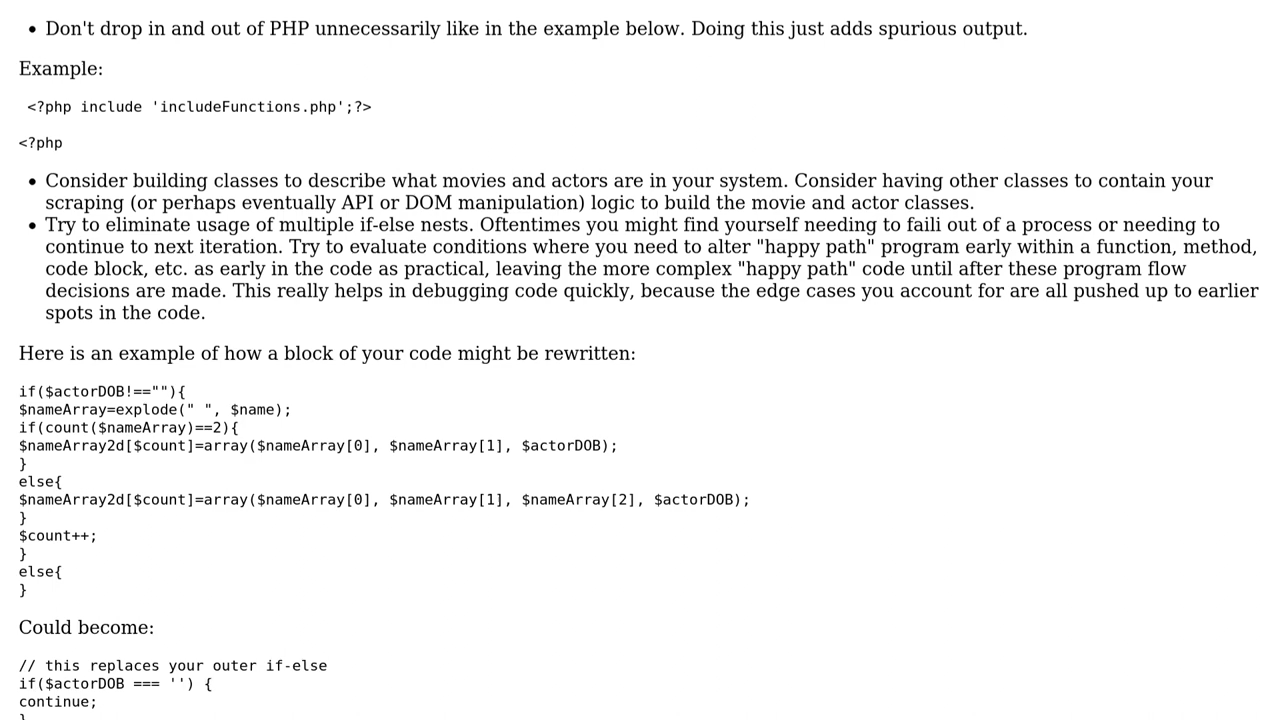 • Don't drop in and out of PHP unnecessarily like in the example below. Doing this just adds spurious output.
Example:
<?php include 'includeFunctions.php';?>
<?php
• Consider building classes to describe what movies and actors are in your system. Consider having other classes to contain your
scraping (or perhaps eventually API or DOM manipulation) logic to build the movie and actor classes.
• Try to eliminate usage of multiple if-else nests. Oftentimes you might find yourself needing to faili out of a process or needing to
continue to next iteration. Try to evaluate conditions where you need to alter "happy path" program early within a function, method,
code block, etc. as early in the code as practical, leaving the more complex "happy path" code until after these program flow
decisions are made. This really helps in debugging code quickly, because the edge cases you account for are all pushed up to earlier
spots in the code.
Here is an example of how a block of your code might be rewritten:
if($actorDOB!==""){
$nameArray=explode(" ", $name);
if(count($nameArray)==2){
$nameArray2d[$count]=array($nameArray[0], $nameArray[1], $actorDOB);
}
else{
$nameArray2d[$count]=array($nameArray[0], $nameArray[1], $nameArray[2], $actorDOB);
}
$count++;
}
else{
}
Could become:
// this replaces your outer if-else
if($actorDOB === '') {
continue;
}